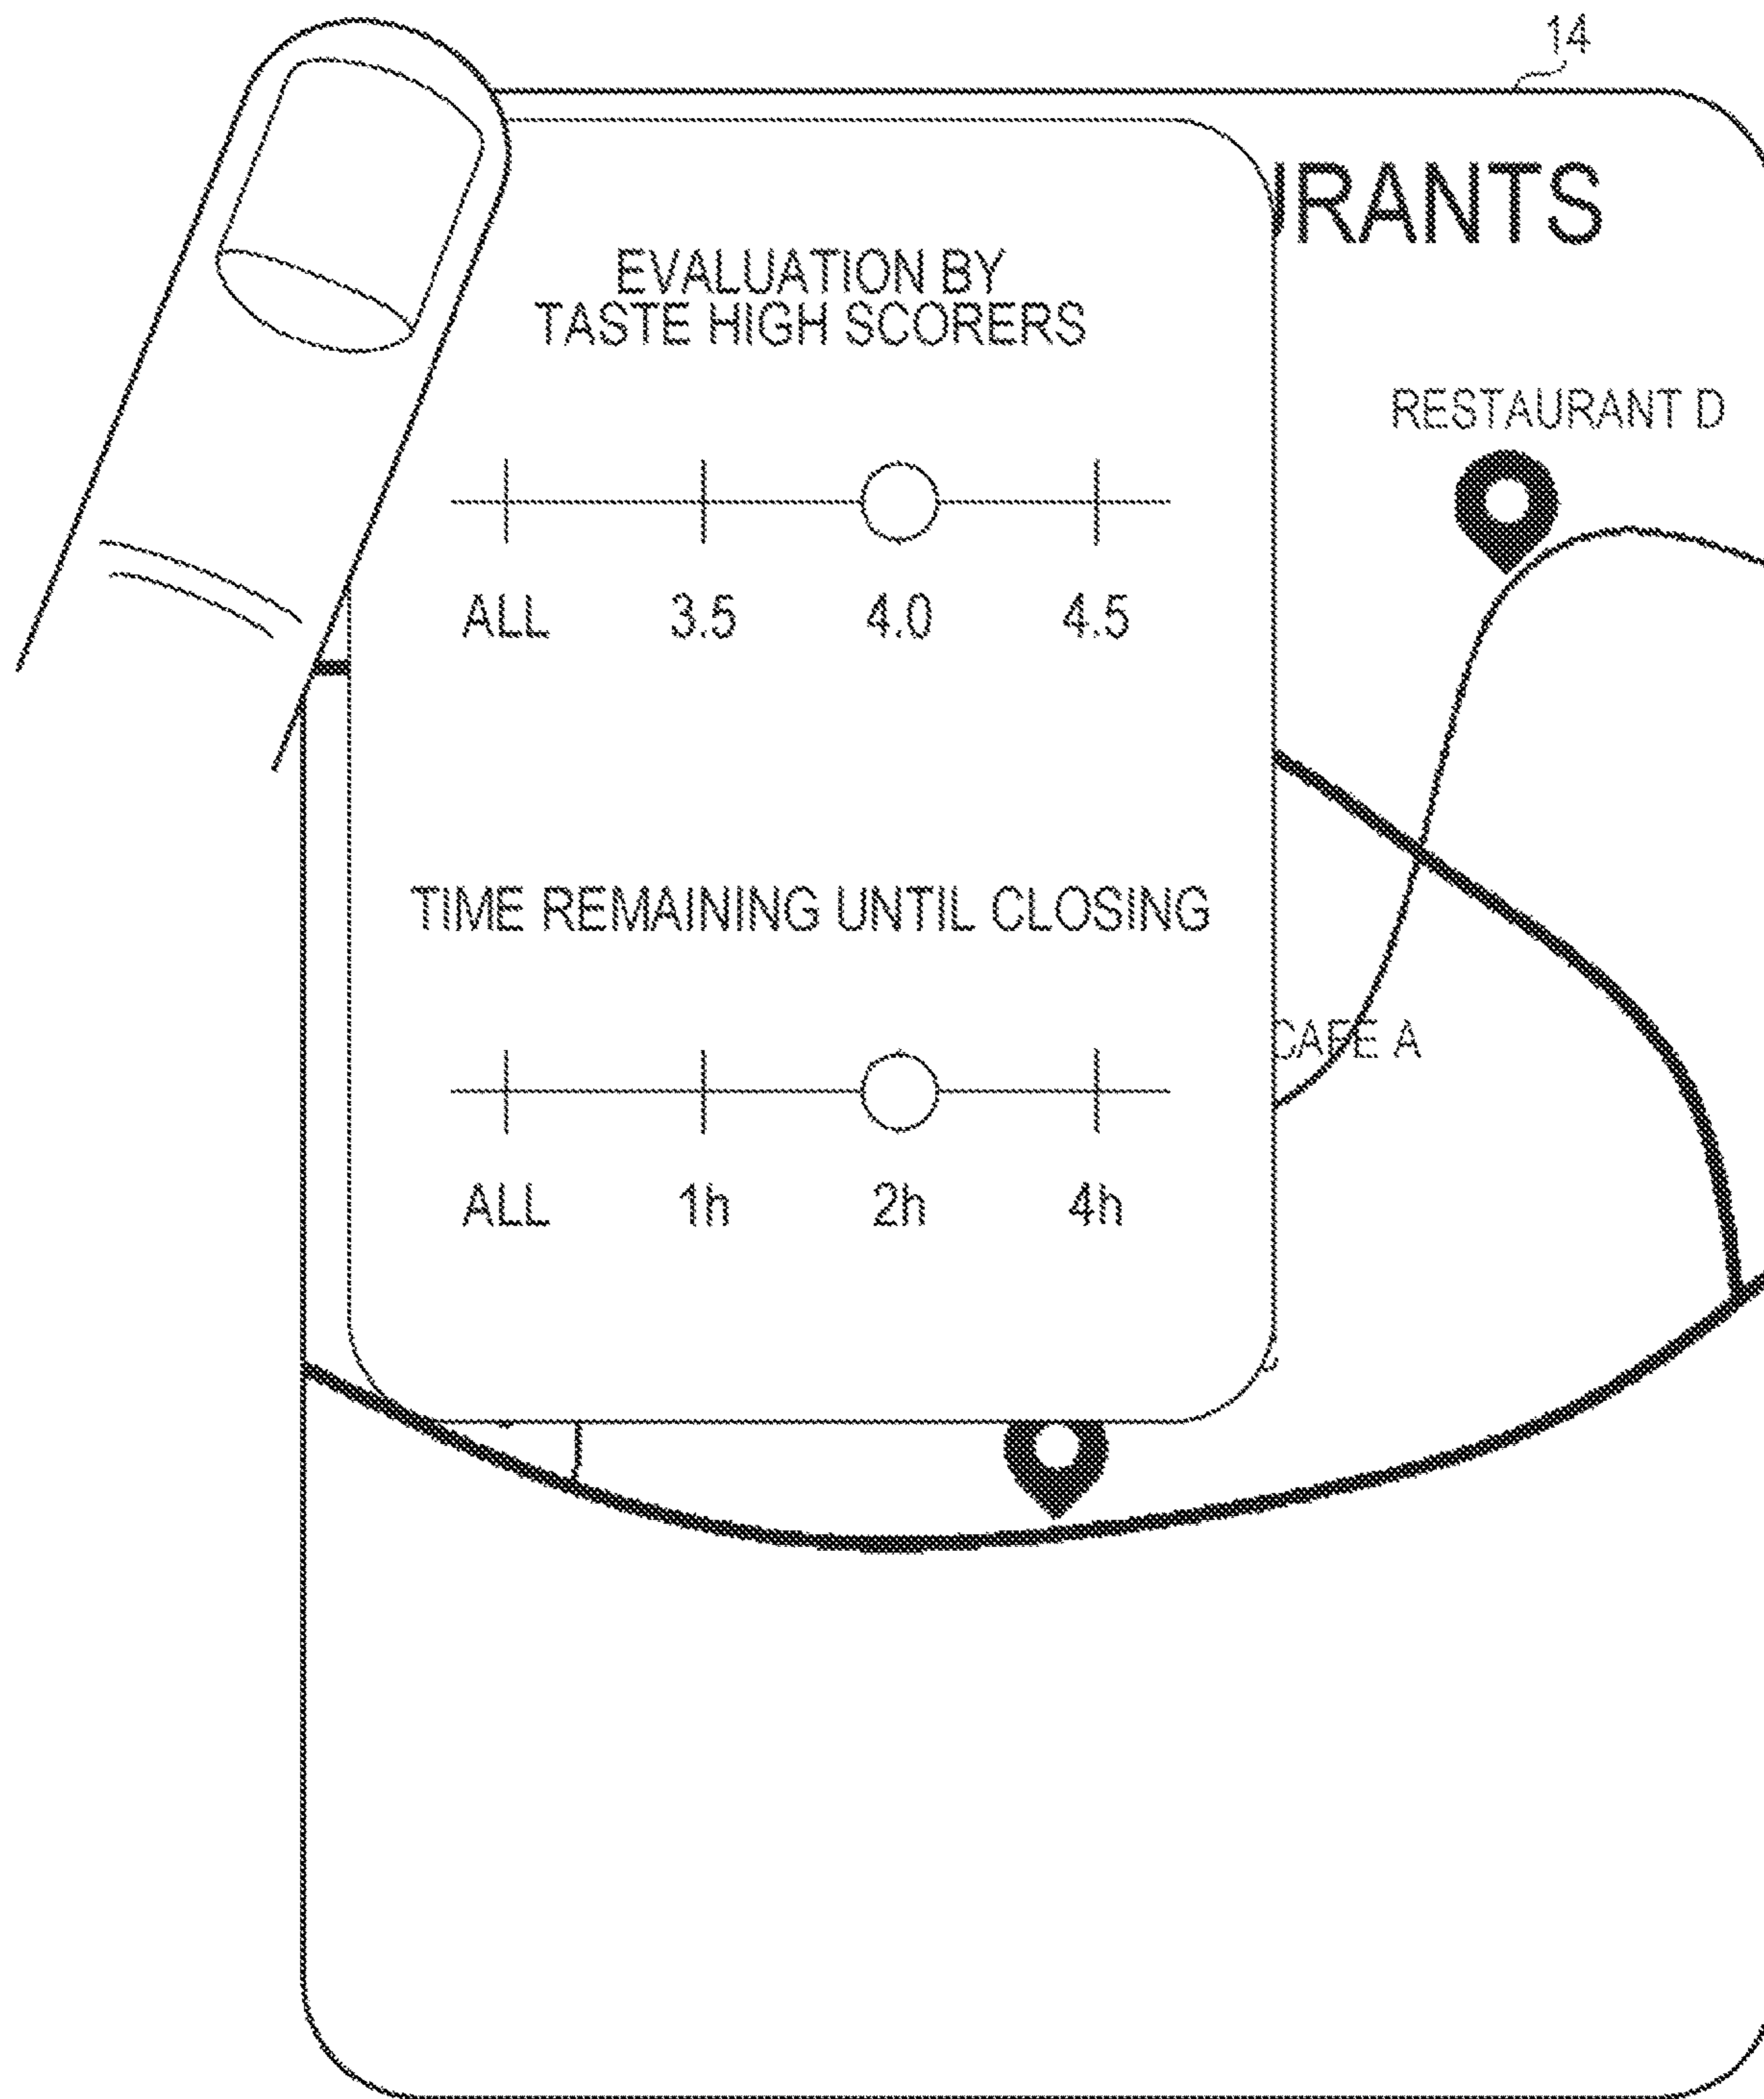 14
URANTS
EVALUATION BY
TASTE HIGH SCORERS
RESTAURANT D
ALL 3.5 4.0 4.5
TIME REMAINING UNTIL CLOSING
CAFE A
ALL 1h 2h 4h